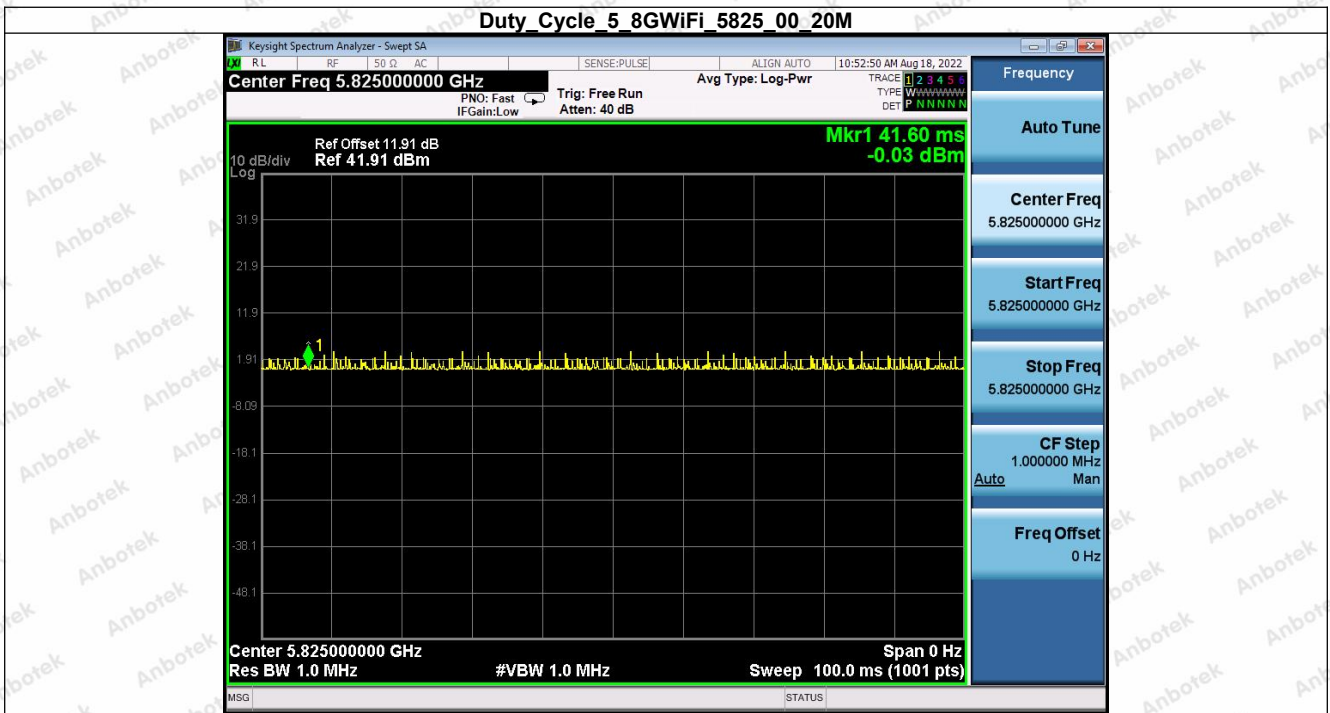 Duty_Cycle_5_8GWiFi_5825_00_20M
Keysight Spectrum Analyzer - Swept SA
LXI RL RF 50 Ω AC SENSE:PULSE ALIGN AUTO 10:52:50 AM Aug 18, 2022
Center Freq 5.825000000 GHz
PNO: Fast
IFGain:Low
Trig: Free Run
Atten: 40 dB
Avg Type: Log-Pwr
TRACE 1 2 3 4 5 6
TYPE WWWWWW
DET P N N N N N
Mkr1 41.60 ms
-0.03 dBm
Ref Offset 11.91 dB
10 dB/div Ref 41.91 dBm
Log
31.9
21.9
11.9
1
1.91
-8.09
-18.1
-28.1
-38.1
-48.1
Center 5.825000000 GHz Span 0 Hz
Res BW 1.0 MHz #VBW 1.0 MHz Sweep 100.0 ms (1001 pts)
MSG STATUS
Frequency
Auto Tune
Center Freq
5.825000000 GHz
Start Freq
5.825000000 GHz
Stop Freq
5.825000000 GHz
CF Step
1.000000 MHz
Auto Man
Freq Offset
0 Hz
Anbotek